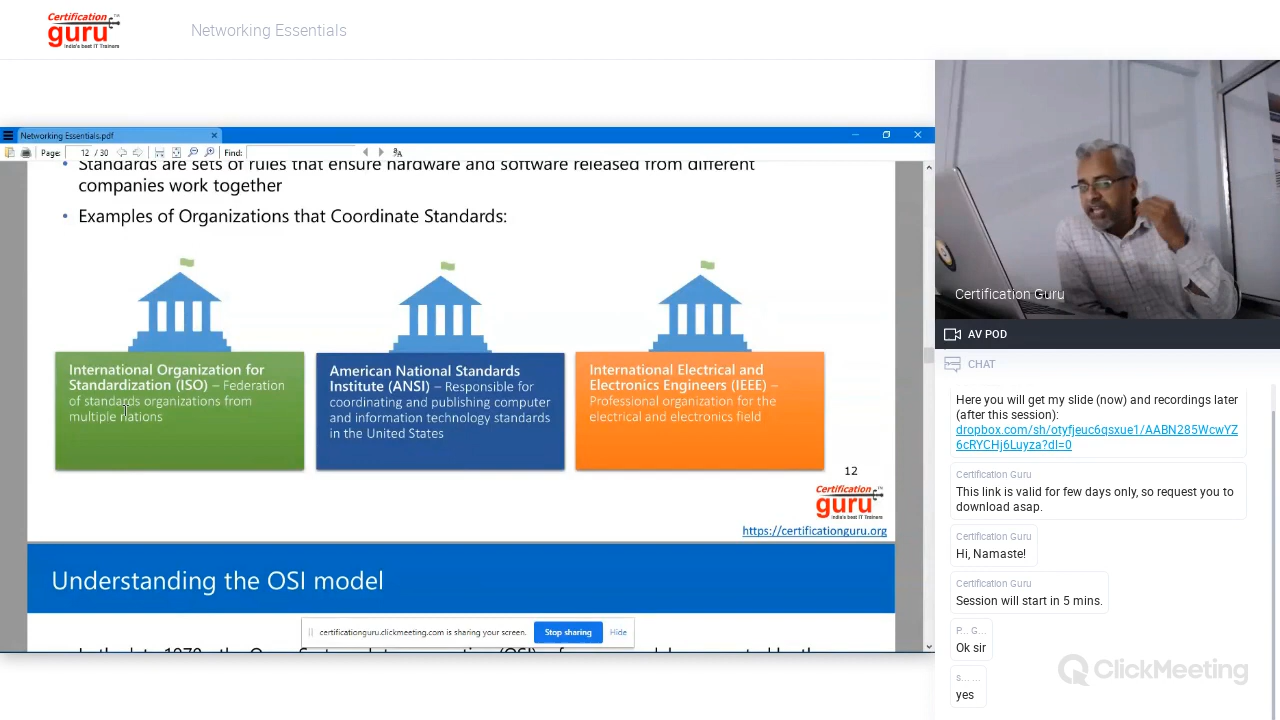 Certification
guru
TM
India's best IT Trainers
Networking Essentials
Networking Essentials.pdf
Page: 12 / 30 Find:
Standards are sets of rules that ensure hardware and software released from different
companies work together
• Examples of Organizations that Coordinate Standards:
International Organization for
Standardization (ISO) – Federation
of standards organizations from
multiple nations
American National Standards
Institute (ANSI) – Responsible for
coordinating and publishing computer
and information technology standards
in the United States
International Electrical and
Electronics Engineers (IEEE) –
Professional organization for the
electrical and electronics field
12
Certification
guru
TM
India's best IT Trainers
https://certificationguru.org
Understanding the OSI model
certificationguru.clickmeeting.com is sharing your screen. Stop sharing Hide
Certification Guru
AV POD
CHAT
Here you will get my slide (now) and recordings later
(after this session):
dropbox.com/sh/otyfjeuc6qsxue1/AABN285WcwYZ
6cRYCHj6Luyza?dl=0
Certification Guru
This link is valid for few days only, so request you to
download asap.
Certification Guru
Hi, Namaste!
Certification Guru
Session will start in 5 mins.
P... G...
Ok sir
s... ...
yes
ClickMeeting